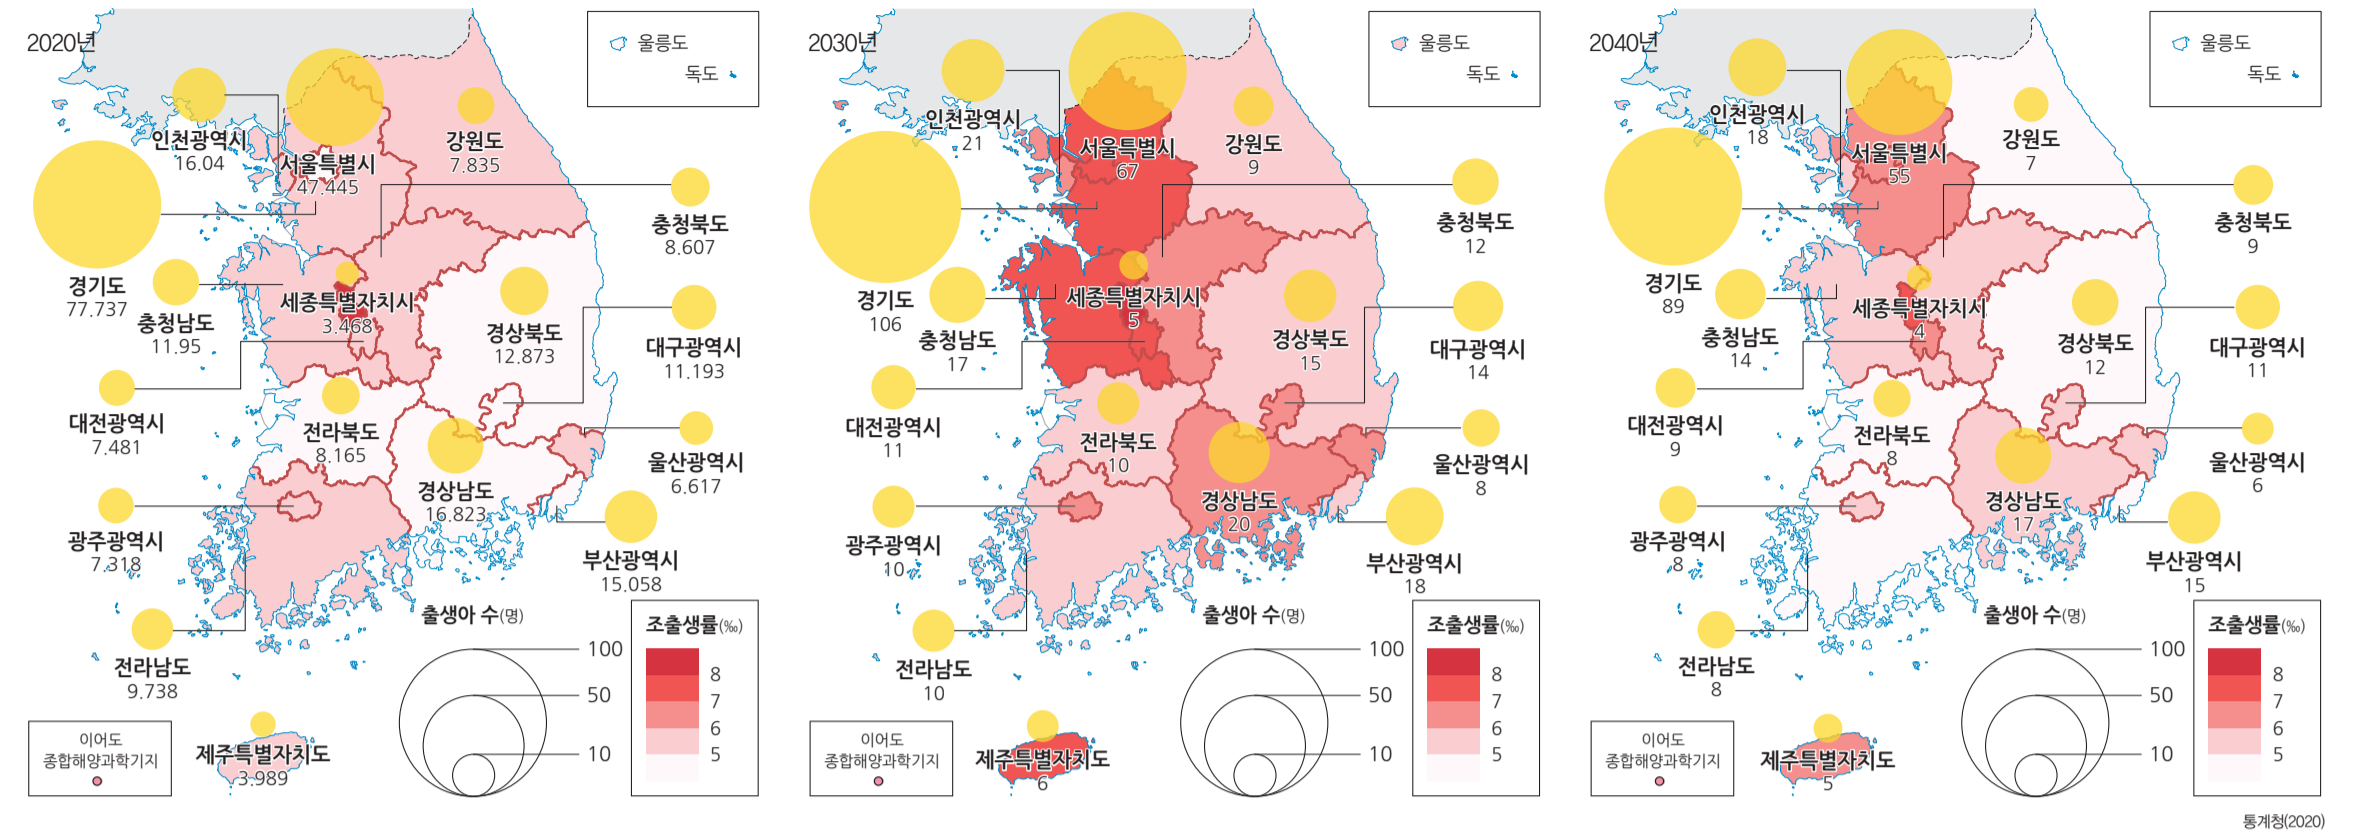 2020년
울릉도
독도
인천광역시
16.04
서울특별시
47.445
강원도
7.835
충청북도
8.607
경기도
77.737
충청남도
11.95
세종특별자치시
3.468
경상북도
12.873
대구광역시
11.193
대전광역시
7.481
전라북도
8.165
울산광역시
6.617
광주광역시
7.318
경상남도
16.823
부산광역시
15.058
전라남도
9.738
제주특별자치도
3.989
이어도
종합해양과학기지
출생아 수(명)
100
50
10
조출생률(‰)
8
7
6
5
2030년
울릉도
독도
인천광역시
21
서울특별시
67
강원도
9
충청북도
12
경기도
106
충청남도
17
세종특별자치시
5
경상북도
15
대구광역시
14
대전광역시
11
전라북도
10
울산광역시
8
광주광역시
10
경상남도
20
부산광역시
18
전라남도
10
제주특별자치도
6
이어도
종합해양과학기지
출생아 수(명)
100
50
10
조출생률(‰)
8
7
6
5
2040년
울릉도
독도
인천광역시
18
서울특별시
55
강원도
7
충청북도
9
경기도
89
충청남도
14
세종특별자치시
4
경상북도
12
대구광역시
11
대전광역시
9
전라북도
8
울산광역시
6
광주광역시
8
경상남도
17
부산광역시
15
전라남도
8
제주특별자치도
5
이어도
종합해양과학기지
출생아 수(명)
100
50
10
조출생률(‰)
8
7
6
5
통계청(2020)